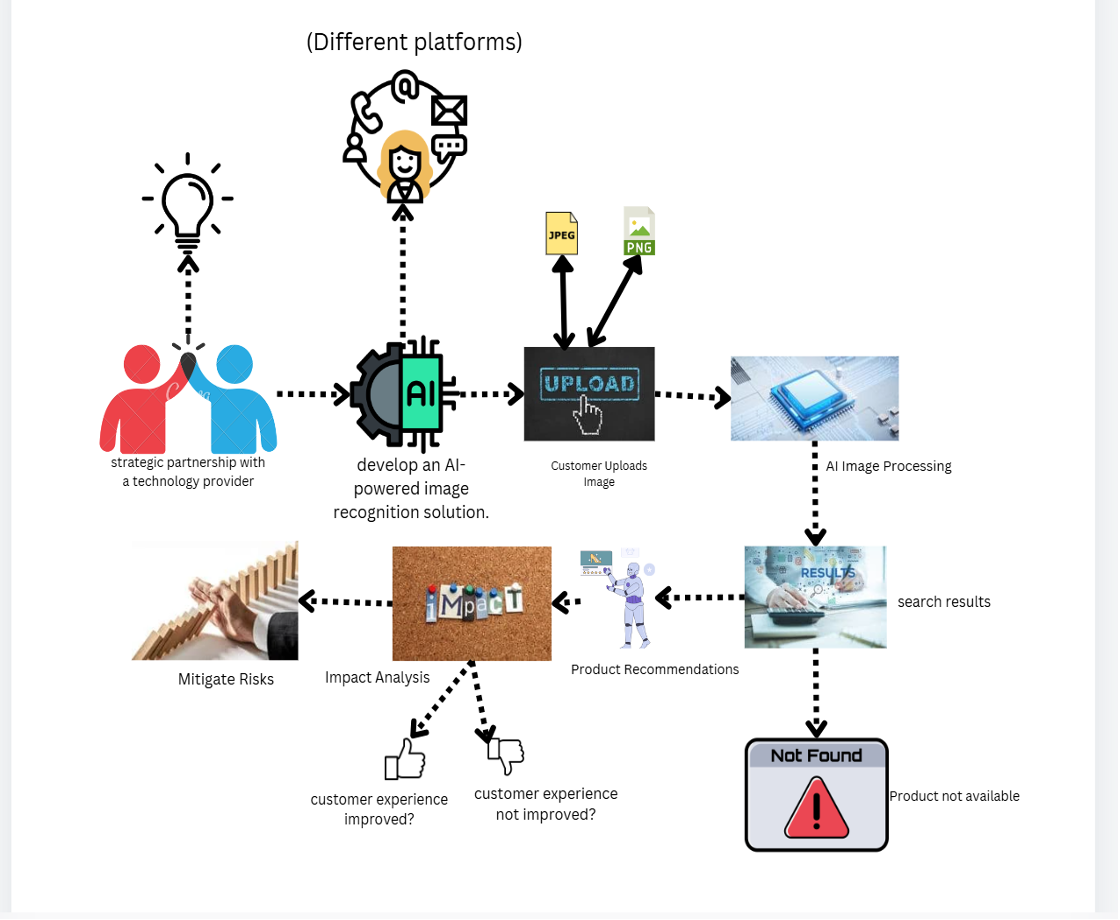 (Different platforms)
@
JPEG
PNG
AI
UPLOAD
strategic partnership with
a technology provider
develop an AI-
powered image
recognition solution.
Customer Uploads
Image
AI Image Processing
RESULTS
search results
iMpacT
Product Recommendations
Impact Analysis
Mitigate Risks
Not Found
Product not available
customer experience
improved?
customer experience
not improved?